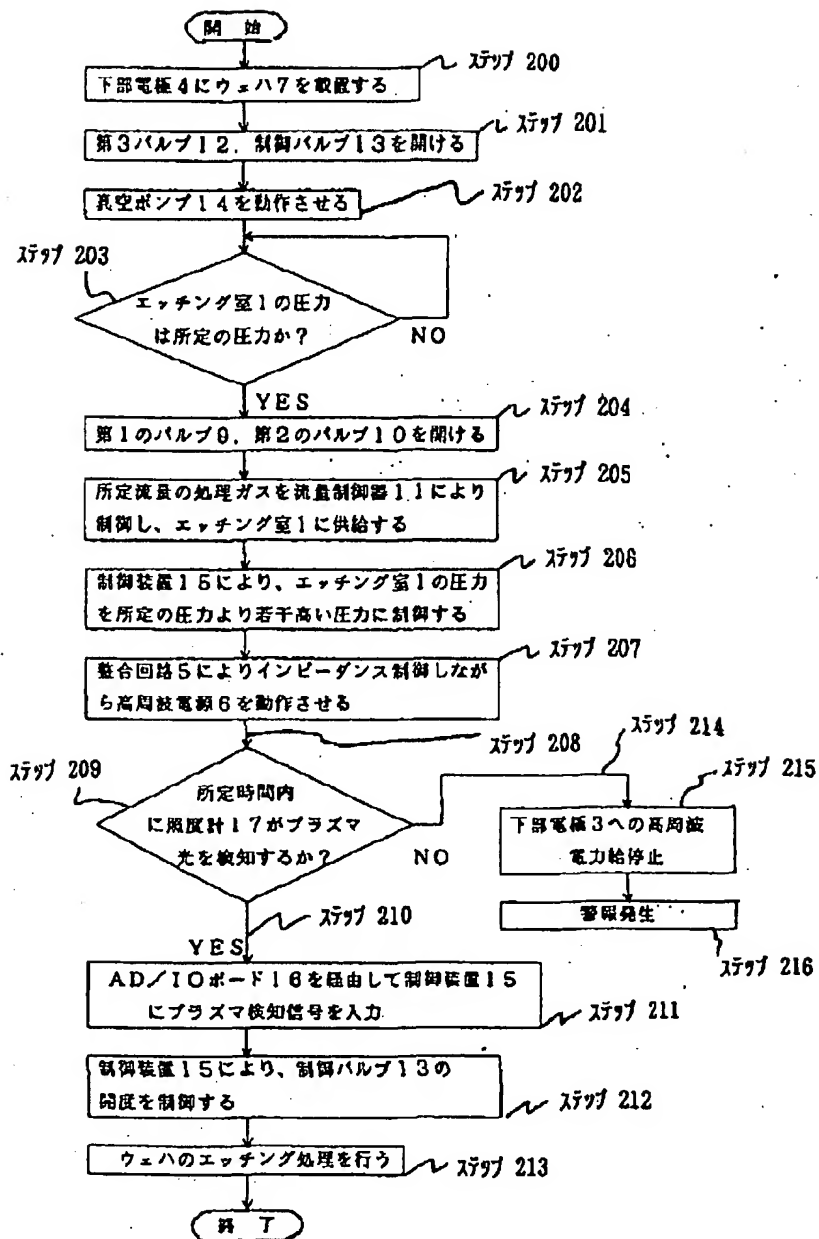 開 始
ステップ 200
下部電極4にウェハ7を載置する
ステップ 201
第3バルブ12、制御バルブ13を開ける
ステップ 202
真空ポンプ14を動作させる
ステップ 203
エッチング室1の圧力
は所定の圧力か?
NO
YES
ステップ 204
第1のバルブ9、第2のバルブ10を開ける
ステップ 205
所定流量の処理ガスを流量制御器11により
制御し、エッチング室1に供給する
ステップ 206
制御装置15により、エッチング室1の圧力
を所定の圧力より若干高い圧力に制御する
ステップ 207
整合回路5によりインピーダンス制御しなが
ら高周波電源6を動作させる
ステップ 208
ステップ 214
ステップ 209
ステップ 215
所定時間内
に照度計17がプラズマ
光を検知するか?
NO
下部電極3への高周波
電力給停止
ステップ 210
警報発生
YES
ステップ 216
AD/IOボード16を経由して制御装置15
にプラズマ検知信号を入力
ステップ 211
制御装置15により、制御バルブ13の
開度を制御する
ステップ 212
ウェハのエッチング処理を行う
ステップ 213
終 了